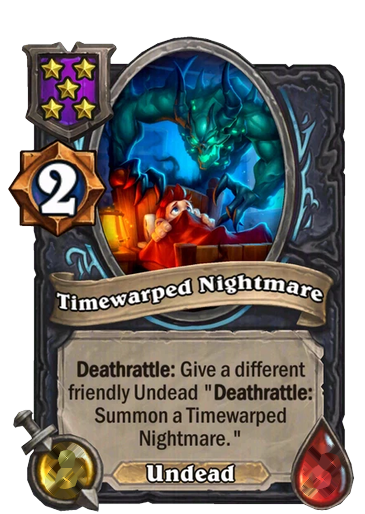 2
Timewarped Nightmare
Deathrattle: Give a different
friendly Undead "Deathrattle:
Summon a Timewarped
Nightmare."
Undead